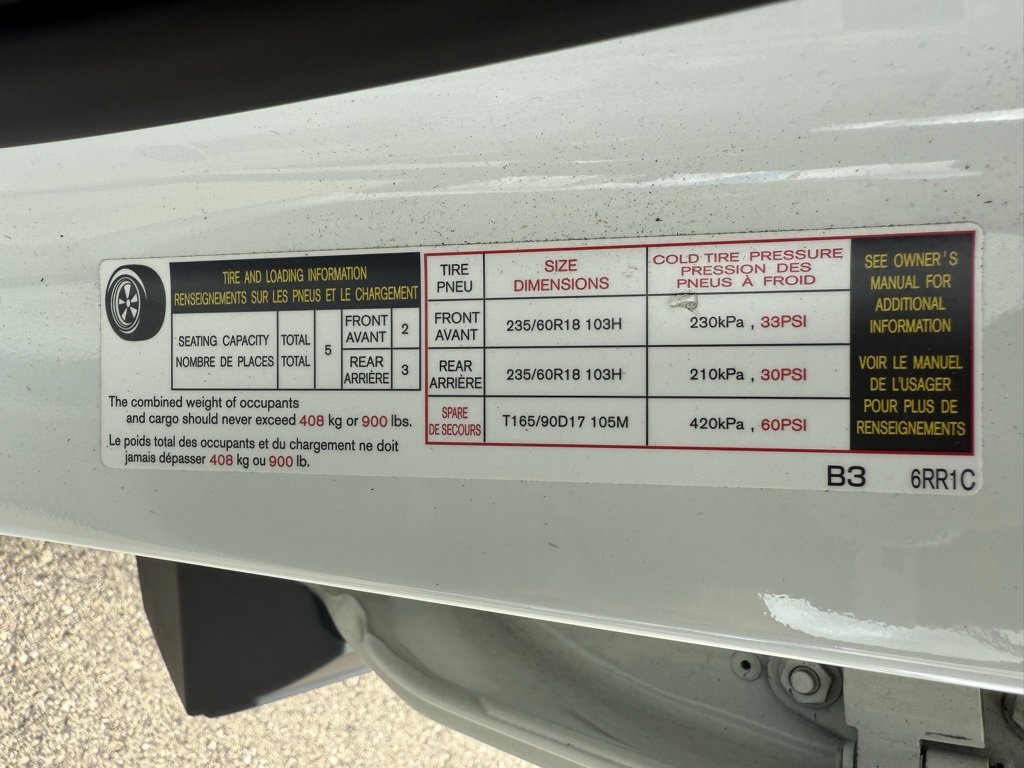 TIRE AND LOADING INFORMATION
RENSEIGNEMENTS SUR LES PNEUS ET LE CHARGEMENT
SEATING CAPACITY
NOMBRE DE PLACES
TOTAL
TOTAL
5
FRONT
AVANT
2
REAR
ARRIÈRE
3
The combined weight of occupants
and cargo should never exceed 408 kg or 900 lbs.
Le poids total des occupants et du chargement ne doit
jamais dépasser 408 kg ou 900 lb.
TIRE
PNEU
SIZE
DIMENSIONS
COLD TIRE PRESSURE
PRESSION DES
PNEUS À FROID
FRONT
AVANT
235/60R18 103H
230kPa , 33PSI
REAR
ARRIÈRE
235/60R18 103H
210kPa , 30PSI
SPARE
DE SECOURS
T165/90D17 105M
420kPa , 60PSI
SEE OWNER'S
MANUAL FOR
ADDITIONAL
INFORMATION
VOIR LE MANUEL
DE L'USAGER
POUR PLUS DE
RENSEIGNEMENTS
B3
6RR1C